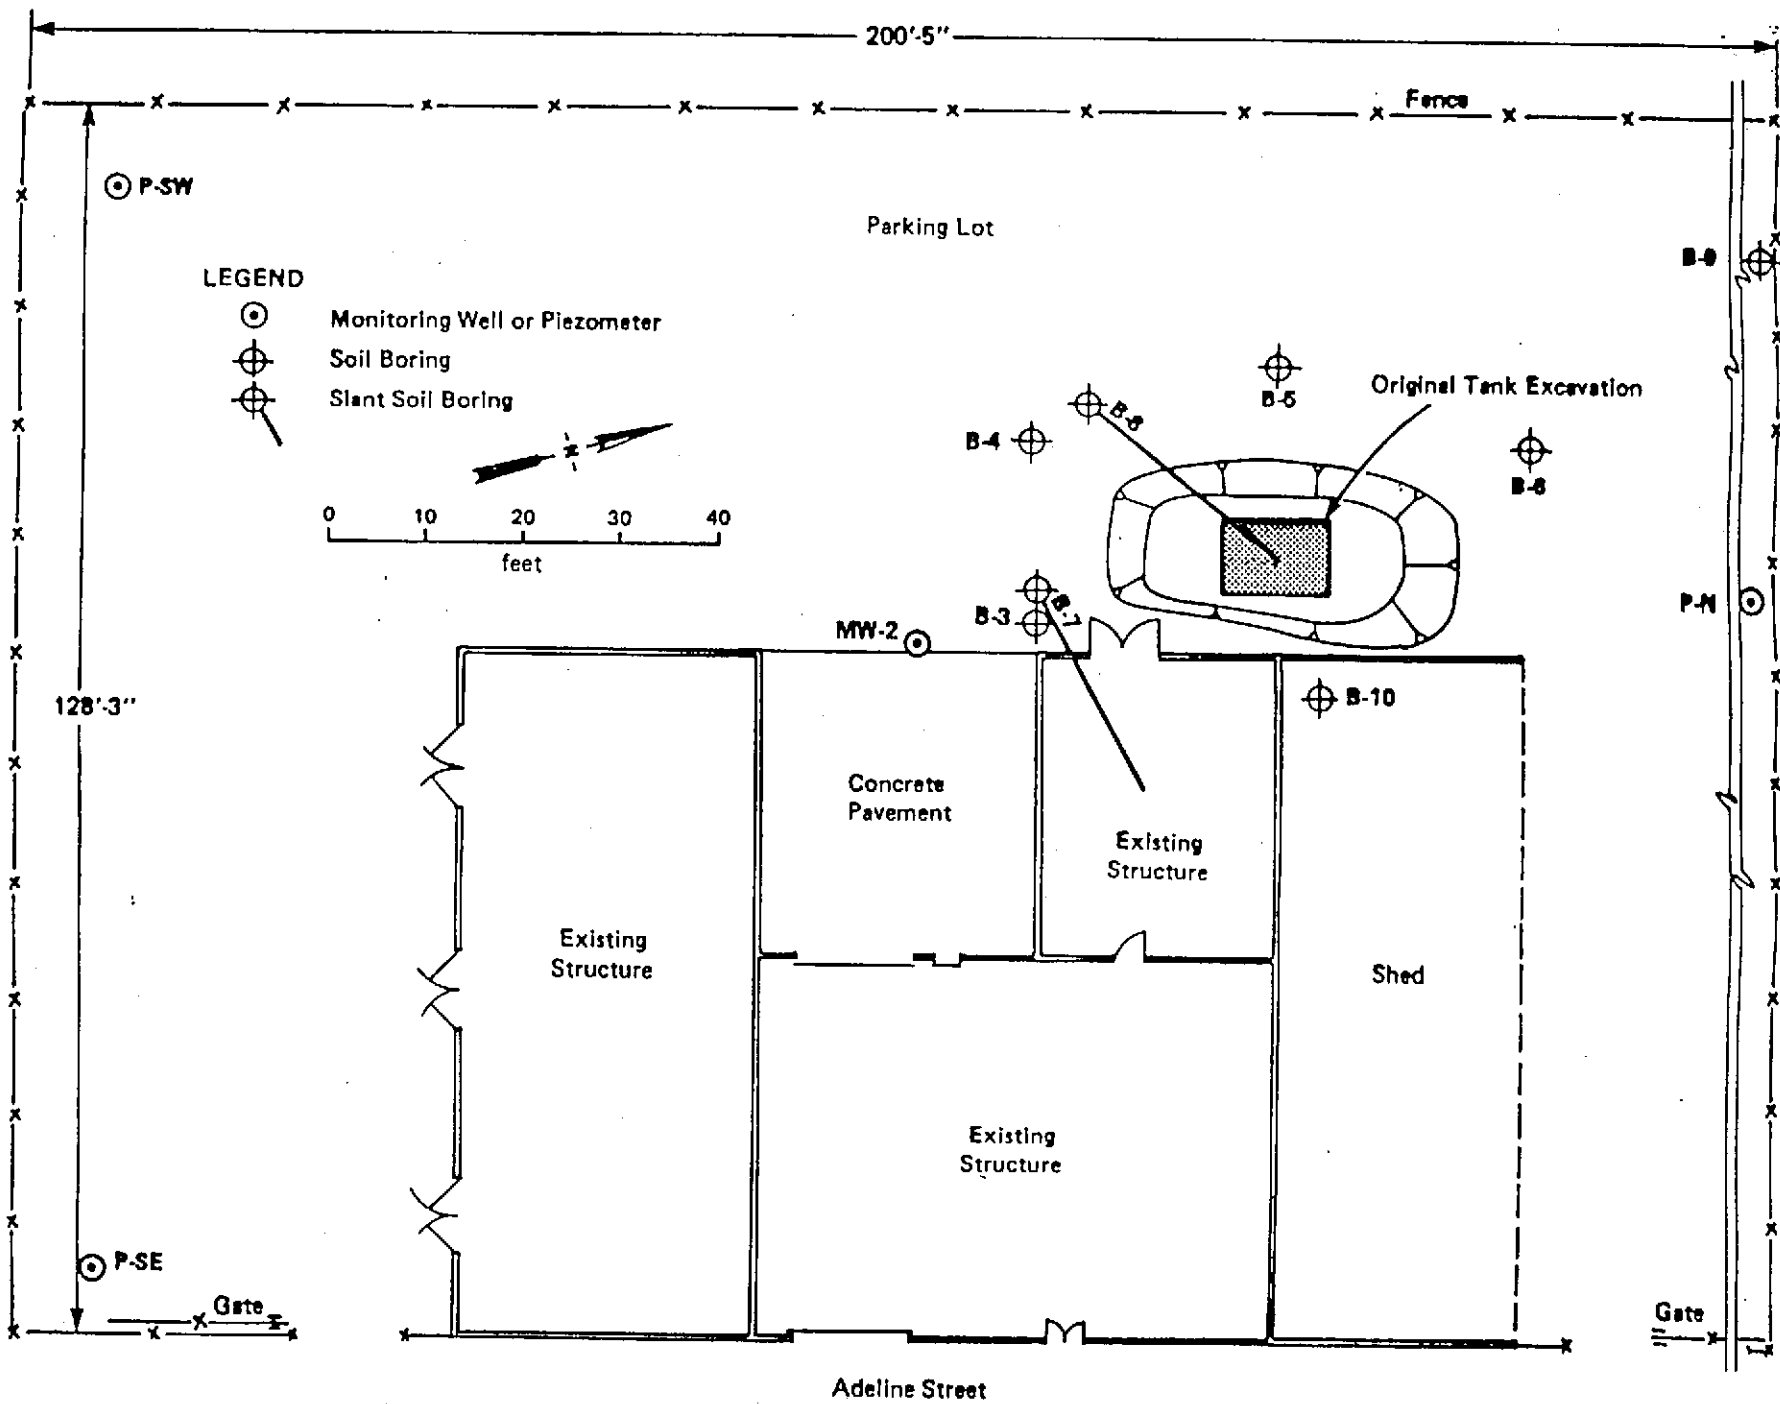 200'-5"
Fence
P-SW
Parking Lot
B-9
LEGEND
Monitoring Well or Piezometer
Soil Boring
Slant Soil Boring
Original Tank Excavation
B-5
B-8
B-4
B-6
0 10 20 30 40
feet
P-N
B-7
B-3
MW-2
128'-3"
B-10
Concrete
Pavement
Existing
Structure
Existing
Structure
Shed
Existing
Structure
P-SE
Gate
Gate
Adeline Street